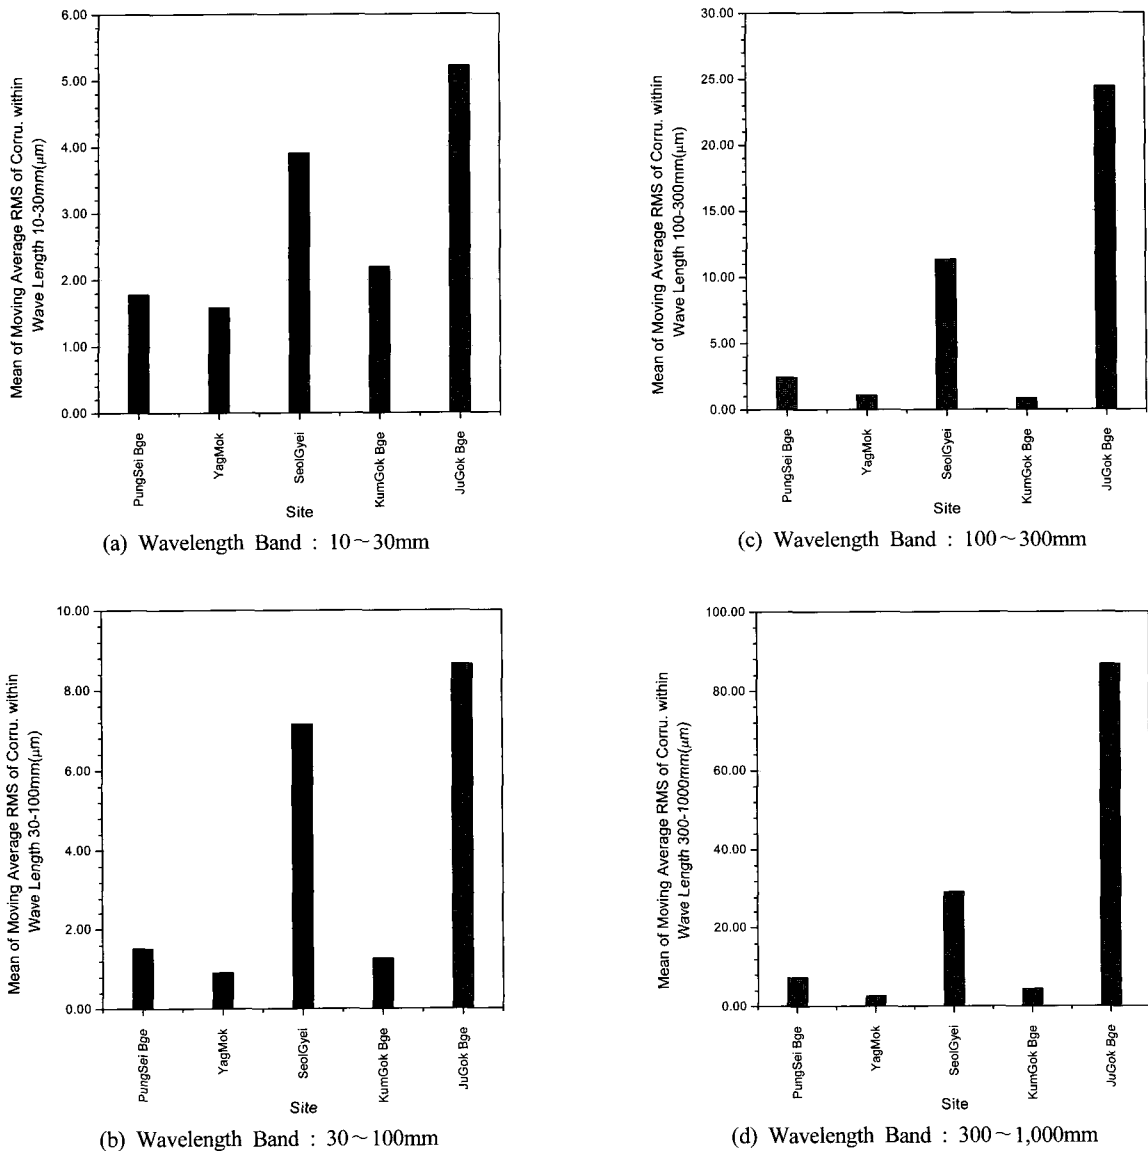 Mean of Moving Average RMS of Corru. within
Wave Length 10-30mm(μm)
6.00
5.00
4.00
3.00
2.00
1.00
0.00
PungSei Bge
YagMok
SeolGyei
KumGok Bge
JuGok Bge
Site
(a) Wavelength Band : 10～30mm
Mean of Moving Average RMS of Corru. within
Wave Length 100-300mm(μm)
30.00
25.00
20.00
15.00
10.00
5.00
0.00
PungSei Bge
YagMok
SeolGyei
KumGok Bge
JuGok Bge
Site
(c) Wavelength Band : 100～300mm
Mean of Moving Average RMS of Corru. within
Wave Length 30-100mm(μm)
10.00
8.00
6.00
4.00
2.00
0.00
PungSei Bge
YagMok
SeolGyei
KumGok Bge
JuGok Bge
Site
(b) Wavelength Band : 30～100mm
Mean of Moving Average RMS of Corru. within
Wave Length 300-1000mm(μm)
100.00
80.00
60.00
40.00
20.00
0.00
PungSei Bge
YagMok
SeolGyei
KumGok Bge
JuGok Bge
Site
(d) Wavelength Band : 300～1,000mm